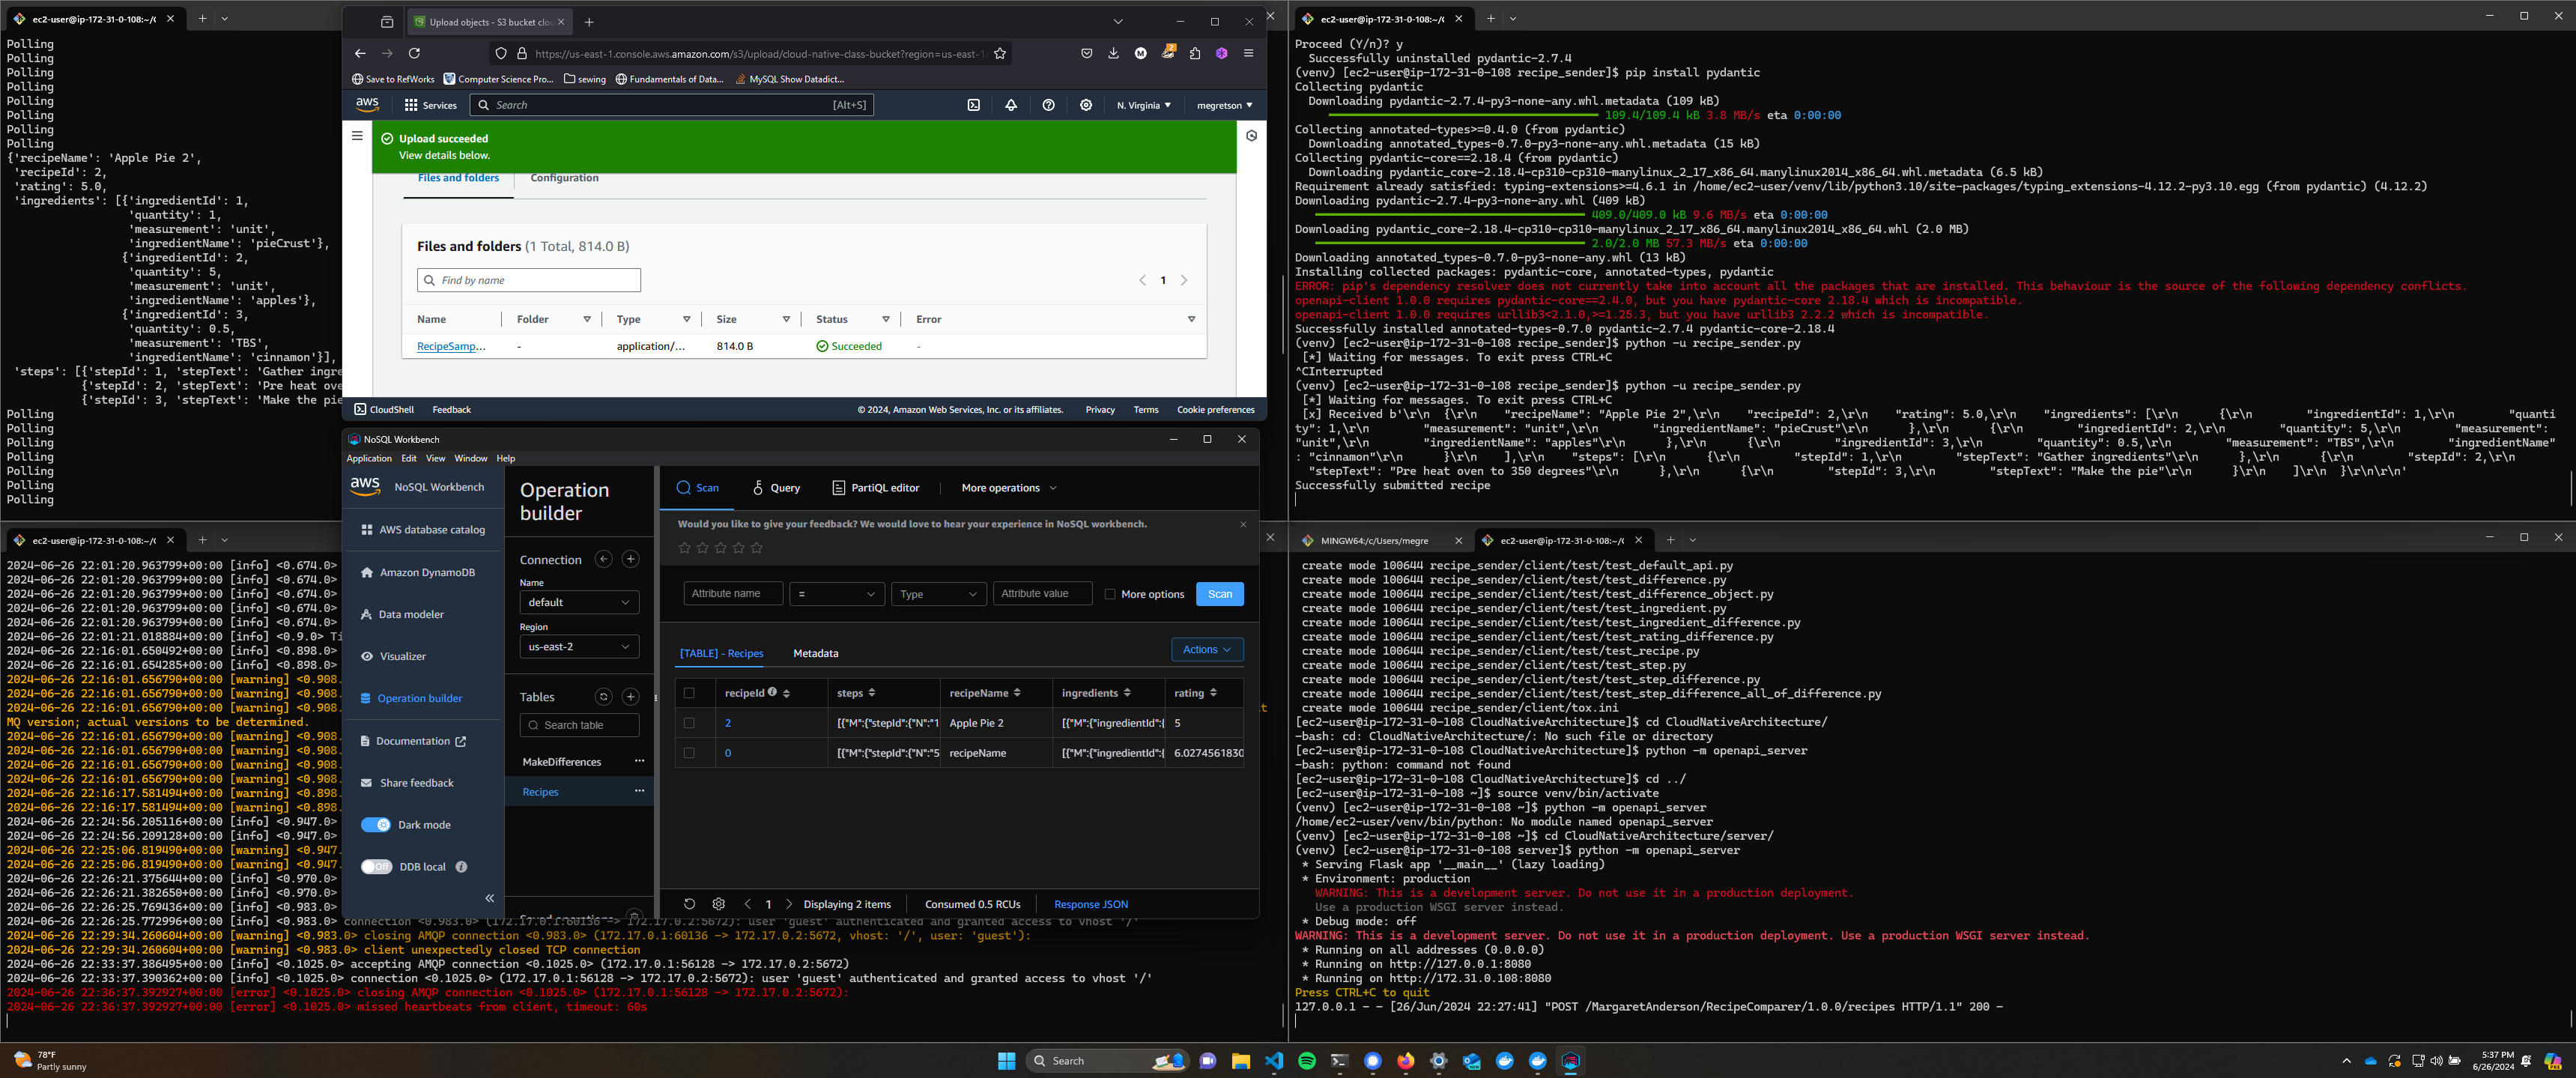 ec2-user@ip-172-31-0-108:~/C
Polling
Polling
Polling
Polling
Polling
Polling
Polling
Polling
{'recipeName': 'Apple Pie 2',
'recipeId': 2,
'rating': 5.0,
'ingredients': [{'ingredientId': 1,
'quantity': 1,
'measurement': 'unit',
'ingredientName': 'pieCrust'},
{'ingredientId': 2,
'quantity': 5,
'measurement': 'unit',
'ingredientName': 'apples'},
{'ingredientId': 3,
'quantity': 0.5,
'measurement': 'TBS',
'ingredientName': 'cinnamon'}],
'steps': [{'stepId': 1, 'stepText': 'Gather ingre
{'stepId': 2, 'stepText': 'Pre heat ove
{'stepId': 3, 'stepText': 'Make the pie
Polling
Polling
Polling
Polling
Polling
Polling
Polling
Upload objects - S3 bucket clou
https://us-east-1.console.aws.amazon.com/s3/upload/cloud-native-class-bucket?region=us-east-1
Save to RefWorks
Computer Science Pro...
sewing
Fundamentals of Data...
MySQL Show Datadict...
aws
Services
Search
[Alt+S]
N. Virginia
megretson
Upload succeeded
View details below.
Files and folders
Configuration
Files and folders (1 Total, 814.0 B)
Find by name
1
Name Folder Type Size Status Error
RecipeSamp... - application/... 814.0 B Succeeded -
CloudShell Feedback © 2024, Amazon Web Services, Inc. or its affiliates. Privacy Terms Cookie preferences
NoSQL Workbench
Application Edit View Window Help
aws NoSQL Workbench
AWS database catalog
Amazon DynamoDB
Data modeler
Visualizer
Operation builder
Documentation
Share feedback
Dark mode
Off DDB local
Operation
builder
Connection
Name
default
Region
us-east-2
Tables
Search table
MakeDifferences
Recipes
Scan Query PartiQL editor More operations
Would you like to give your feedback? We would love to hear your experience in NoSQL workbench.
Attribute name = Type Attribute value More options Scan
[TABLE] - Recipes Metadata Actions
recipeId steps recipeName ingredients rating
2 [{"M":{"stepId":{"N":"1 Apple Pie 2 [{"M":{"ingredientId":{ 5
0 [{"M":{"stepId":{"N":"5 recipeName [{"M":{"ingredientId":{ 6.0274561830
1 Displaying 2 items Consumed 0.5 RCUs Response JSON
ec2-user@ip-172-31-0-108:~/C
2024-06-26 22:01:20.963799+00:00 [info] <0.674.0>
2024-06-26 22:01:20.963799+00:00 [info] <0.674.0>
2024-06-26 22:01:20.963799+00:00 [info] <0.674.0>
2024-06-26 22:01:20.963799+00:00 [info] <0.674.0>
2024-06-26 22:01:20.963799+00:00 [info] <0.674.0>
2024-06-26 22:01:21.018884+00:00 [info] <0.9.0> Ti
2024-06-26 22:16:01.650492+00:00 [info] <0.898.
2024-06-26 22:16:01.654285+00:00 [info] <0.898.
2024-06-26 22:16:01.656790+00:00 [warning] <0.908.
2024-06-26 22:16:01.656790+00:00 [warning] <0.908.
2024-06-26 22:16:01.656790+00:00 [warning] <0.908.
MQ version; actual versions to be determined.
2024-06-26 22:16:01.656790+00:00 [warning] <0.908.
2024-06-26 22:16:01.656790+00:00 [warning] <0.908.
2024-06-26 22:16:01.656790+00:00 [warning] <0.908.
2024-06-26 22:16:01.656790+00:00 [warning] <0.908.
2024-06-26 22:16:17.581494+00:00 [warning] <0.898.
2024-06-26 22:16:17.581494+00:00 [warning] <0.898.
2024-06-26 22:24:56.205116+00:00 [info] <0.947.0>
2024-06-26 22:24:56.209128+00:00 [info] <0.947.0>
2024-06-26 22:25:06.819490+00:00 [warning] <0.947.
2024-06-26 22:25:06.819490+00:00 [warning] <0.947.
2024-06-26 22:26:21.375644+00:00 [info] <0.970.0>
2024-06-26 22:26:21.382650+00:00 [info] <0.970.0>
2024-06-26 22:26:25.769436+00:00 [info] <0.983.0>
2024-06-26 22:26:25.772996+00:00 [info] <0.983.0> connection <0.983.0> (172.17.0.1:60136 -> 172.17.0.2:5672): user 'guest' authenticated and granted access to vhost '/'
2024-06-26 22:29:34.260604+00:00 [warning] <0.983.0> closing AMQP connection <0.983.0> (172.17.0.1:60136 -> 172.17.0.2:5672, vhost: '/', user: 'guest'):
2024-06-26 22:29:34.260604+00:00 [warning] <0.983.0> client unexpectedly closed TCP connection
2024-06-26 22:33:37.386495+00:00 [info] <0.1025.0> accepting AMQP connection <0.1025.0> (172.17.0.1:56128 -> 172.17.0.2:5672)
2024-06-26 22:33:37.390362+00:00 [info] <0.1025.0> connection <0.1025.0> (172.17.0.1:56128 -> 172.17.0.2:5672): user 'guest' authenticated and granted access to vhost '/'
2024-06-26 22:36:37.392927+00:00 [error] <0.1025.0> closing AMQP connection <0.1025.0> (172.17.0.1:56128 -> 172.17.0.2:5672):
2024-06-26 22:36:37.392927+00:00 [error] <0.1025.0> missed heartbeats from client, timeout: 60s
ec2-user@ip-172-31-0-108:~/C
Proceed (Y/n)? y
Successfully uninstalled pydantic-2.7.4
(venv) [ec2-user@ip-172-31-0-108 recipe_sender]$ pip install pydantic
Collecting pydantic
Downloading pydantic-2.7.4-py3-none-any.whl.metadata (109 kB)
109.4/109.4 kB 3.8 MB/s eta 0:00:00
Collecting annotated-types>=0.4.0 (from pydantic)
Downloading annotated_types-0.7.0-py3-none-any.whl.metadata (15 kB)
Collecting pydantic-core==2.18.4 (from pydantic)
Downloading pydantic_core-2.18.4-cp310-cp310-manylinux_2_17_x86_64.manylinux2014_x86_64.whl.metadata (6.5 kB)
Requirement already satisfied: typing-extensions>=4.6.1 in /home/ec2-user/venv/lib/python3.10/site-packages/typing_extensions-4.12.2-py3.10.egg (from pydantic) (4.12.2)
Downloading pydantic-2.7.4-py3-none-any.whl (409 kB)
409.0/409.0 kB 9.6 MB/s eta 0:00:00
Downloading pydantic_core-2.18.4-cp310-cp310-manylinux_2_17_x86_64.manylinux2014_x86_64.whl (2.0 MB)
2.0/2.0 MB 57.3 MB/s eta 0:00:00
Downloading annotated_types-0.7.0-py3-none-any.whl (13 kB)
Installing collected packages: pydantic-core, annotated-types, pydantic
ERROR: pip's dependency resolver does not currently take into account all the packages that are installed. This behaviour is the source of the following dependency conflicts.
openapi-client 1.0.0 requires pydantic-core==2.4.0, but you have pydantic-core 2.18.4 which is incompatible.
openapi-client 1.0.0 requires urllib3<2.1.0,>=1.25.3, but you have urllib3 2.2.2 which is incompatible.
Successfully installed annotated-types-0.7.0 pydantic-2.7.4 pydantic-core-2.18.4
(venv) [ec2-user@ip-172-31-0-108 recipe_sender]$ python -u recipe_sender.py
[*] Waiting for messages. To exit press CTRL+C
^CInterrupted
(venv) [ec2-user@ip-172-31-0-108 recipe_sender]$ python -u recipe_sender.py
[*] Waiting for messages. To exit press CTRL+C
[x] Received b'\r\n {\r\n "recipeName": "Apple Pie 2",\r\n "recipeId": 2,\r\n "rating": 5.0,\r\n "ingredients": [\r\n {\r\n "ingredientId": 1,\r\n "quanti
ty": 1,\r\n "measurement": "unit",\r\n "ingredientName": "pieCrust"\r\n },\r\n {\r\n "ingredientId": 2,\r\n "quantity": 5,\r\n "measurement":
"unit",\r\n "ingredientName": "apples"\r\n },\r\n {\r\n "ingredientId": 3,\r\n "quantity": 0.5,\r\n "measurement": "TBS",\r\n "ingredientName"
: "cinnamon"\r\n }\r\n ],\r\n "steps": [\r\n {\r\n "stepId": 1,\r\n "stepText": "Gather ingredients"\r\n },\r\n {\r\n "stepId": 2,\r\n
"stepText": "Pre heat oven to 350 degrees"\r\n },\r\n {\r\n "stepId": 3,\r\n "stepText": "Make the pie"\r\n }\r\n ]\r\n }\r\n\r\n'
Successfully submitted recipe
MINGW64:/c/Users/megre
ec2-user@ip-172-31-0-108:~/C
create mode 100644 recipe_sender/client/test/test_default_api.py
create mode 100644 recipe_sender/client/test/test_difference.py
create mode 100644 recipe_sender/client/test/test_difference_object.py
create mode 100644 recipe_sender/client/test/test_ingredient.py
create mode 100644 recipe_sender/client/test/test_ingredient_difference.py
create mode 100644 recipe_sender/client/test/test_rating_difference.py
create mode 100644 recipe_sender/client/test/test_recipe.py
create mode 100644 recipe_sender/client/test/test_step.py
create mode 100644 recipe_sender/client/test/test_step_difference.py
create mode 100644 recipe_sender/client/test/test_step_difference_all_of_difference.py
create mode 100644 recipe_sender/client/tox.ini
[ec2-user@ip-172-31-0-108 CloudNativeArchitecture]$ cd CloudNativeArchitecture/
-bash: cd: CloudNativeArchitecture/: No such file or directory
[ec2-user@ip-172-31-0-108 CloudNativeArchitecture]$ python -m openapi_server
-bash: python: command not found
[ec2-user@ip-172-31-0-108 CloudNativeArchitecture]$ cd ../
[ec2-user@ip-172-31-0-108 ~]$ source venv/bin/activate
(venv) [ec2-user@ip-172-31-0-108 ~]$ python -m openapi_server
/home/ec2-user/venv/bin/python: No module named openapi_server
(venv) [ec2-user@ip-172-31-0-108 ~]$ cd CloudNativeArchitecture/server/
(venv) [ec2-user@ip-172-31-0-108 server]$ python -m openapi_server
* Serving Flask app '__main__' (lazy loading)
* Environment: production
WARNING: This is a development server. Do not use it in a production deployment.
Use a production WSGI server instead.
* Debug mode: off
WARNING: This is a development server. Do not use it in a production deployment. Use a production WSGI server instead.
* Running on all addresses (0.0.0.0)
* Running on http://127.0.0.1:8080
* Running on http://172.31.0.108:8080
Press CTRL+C to quit
127.0.0.1 - - [26/Jun/2024 22:27:41] "POST /MargaretAnderson/RecipeComparer/1.0.0/recipes HTTP/1.1" 200 -
78°F
Partly sunny
Search
5:37 PM
6/26/2024